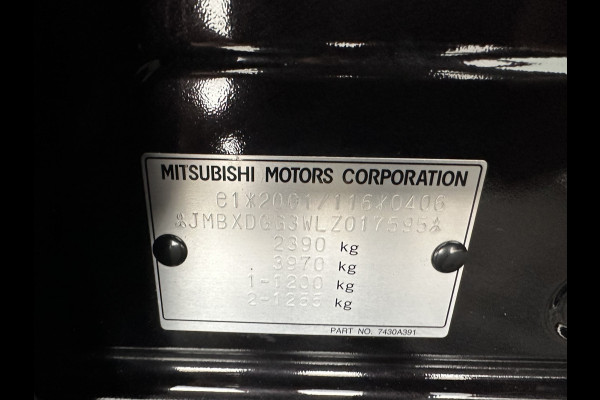 MITSUBISHI MOTORS CORPORATION
e1*2001/116*0406
JMBXDGG3WLZ017595
2390 kg
3970 kg
1-1200 kg
2-1265 kg
PART NO. 7430A391